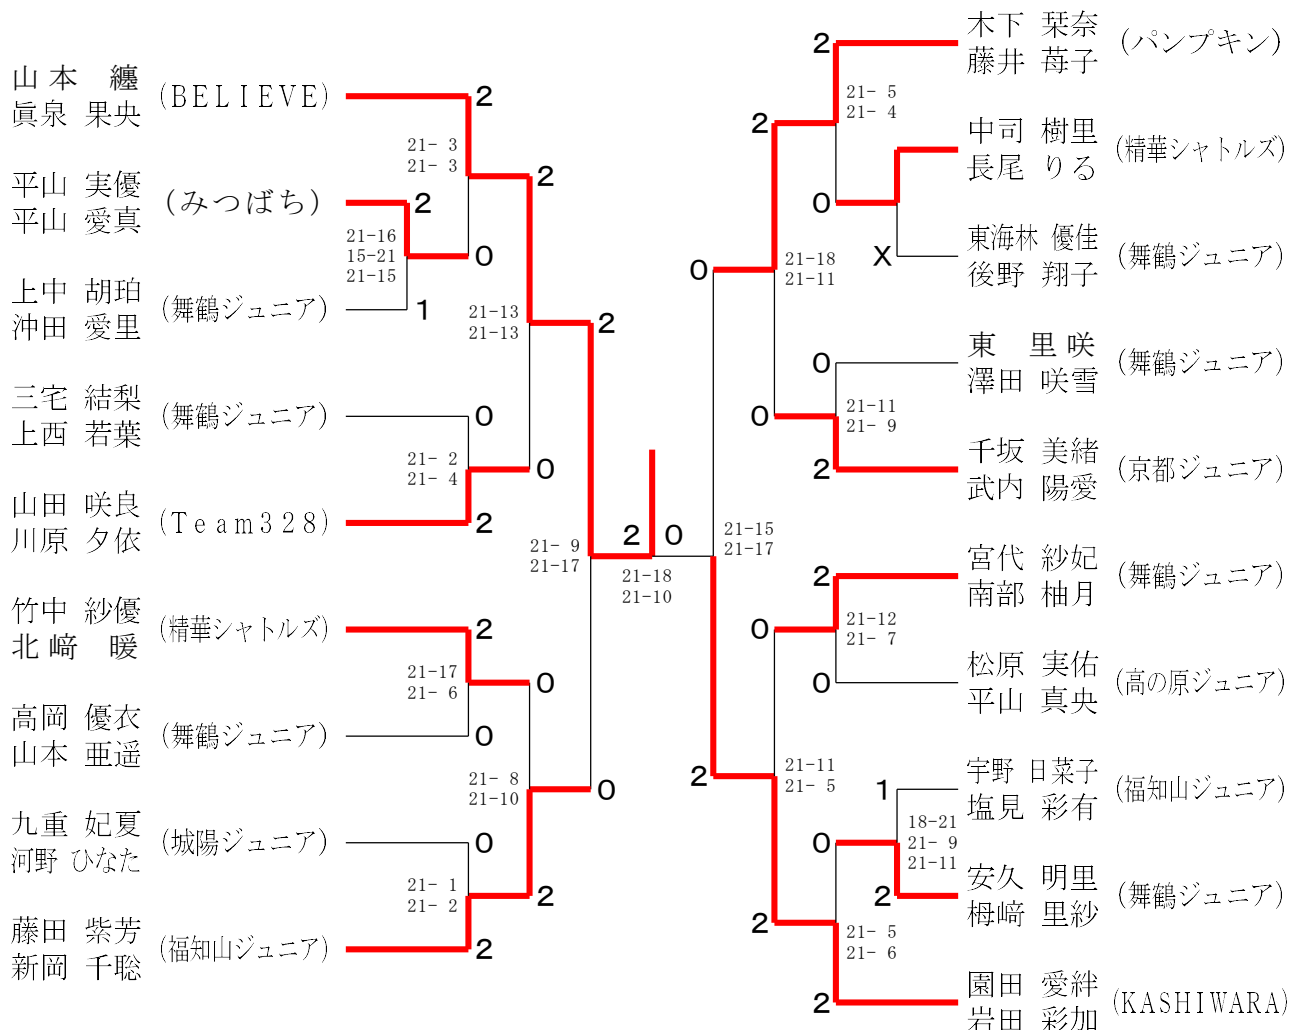 山本 纏
眞泉 果央
(BELIEVE)
2
21- 3
21- 3
2
平山 実優
平山 愛真
(みつばち)
2
21-16
15-21
21-15
0
上中 胡珀
沖田 愛里
(舞鶴ジュニア)
1
21-13
21-13
2
三宅 結梨
上西 若葉
(舞鶴ジュニア)
0
21- 2
21- 4
0
山田 咲良
川原 夕依
(Team328)
2
21- 9
21-17
2
0
21-18
21-10
竹中 紗優
北﨑 暖
(精華シャトルズ)
2
21-17
21- 6
0
高岡 優衣
山本 亜遥
(舞鶴ジュニア)
0
21- 8
21-10
0
九重 妃夏
河野 ひなた
(城陽ジュニア)
0
21- 1
21- 2
2
藤田 紫芳
新岡 千聡
(福知山ジュニア)
2
2
木下 栞奈
藤井 苺子
(パンプキン)
21- 5
21- 4
2
中司 樹里
長尾 りる
(精華シャトルズ)
0
X
東海林 優佳
後野 翔子
(舞鶴ジュニア)
0
21-18
21-11
0
東 里咲
澤田 咲雪
(舞鶴ジュニア)
0
21-11
21- 9
2
千坂 美緒
武内 陽愛
(京都ジュニア)
21-15
21-17
2
宮代 紗妃
南部 柚月
(舞鶴ジュニア)
0
21-12
21- 7
0
松原 実佑
平山 真央
(高の原ジュニア)
2
21-11
21- 5
1
宇野 日菜子
塩見 彩有
(福知山ジュニア)
0
18-21
21- 9
21-11
2
安久 明里
栂﨑 里紗
(舞鶴ジュニア)
2
21- 5
21- 6
2
園田 愛絆
岩田 彩加
(KASHIWARA)